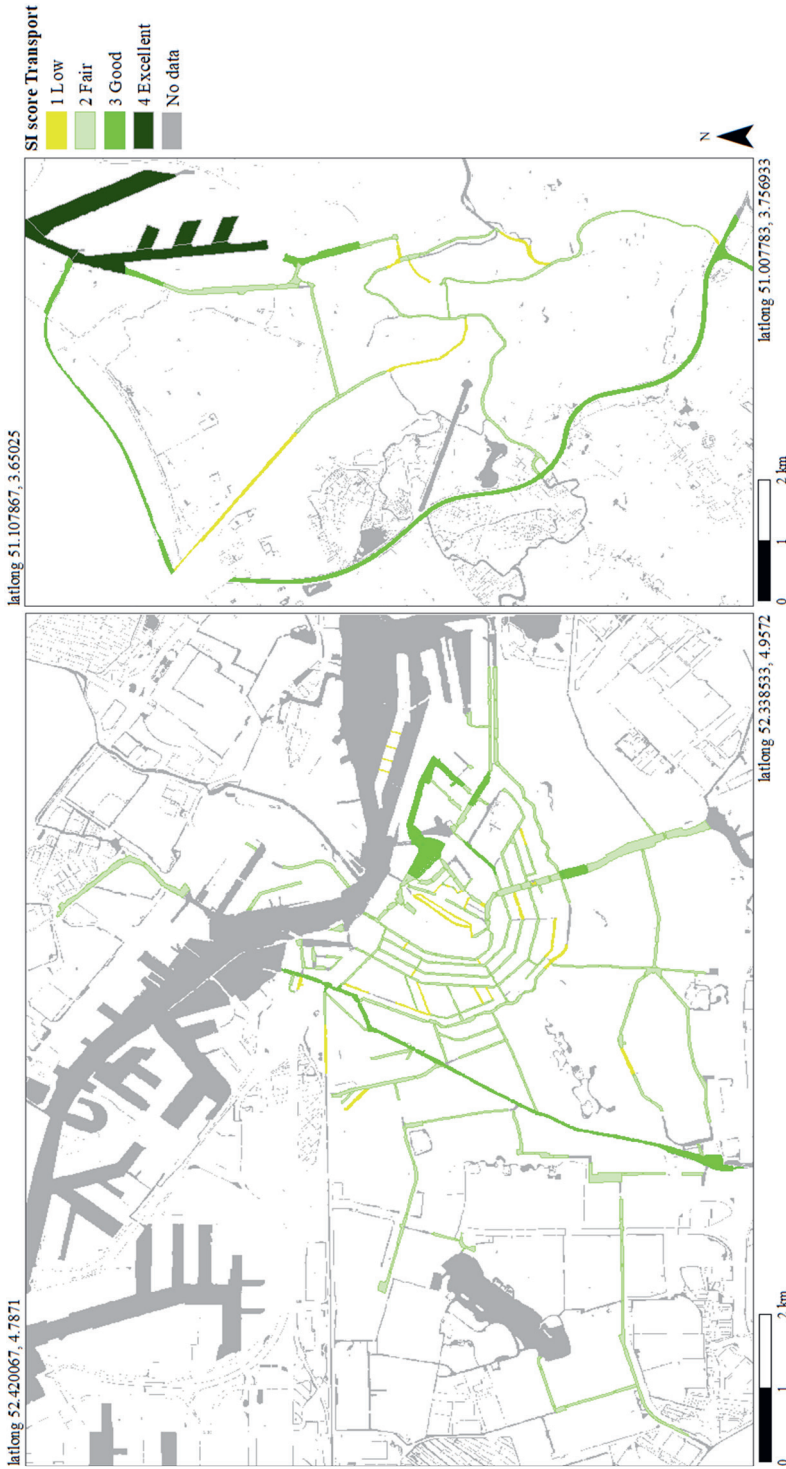 latlong 52.420067, 4.7871
latlong 52.338533, 4.9572
0 1 2 km
latlong 51.107867, 3.65025
latlong 51.007783, 3.756933
0 1 2 km
SI score Transport
1 Low
2 Fair
3 Good
4 Excellent
No data
N